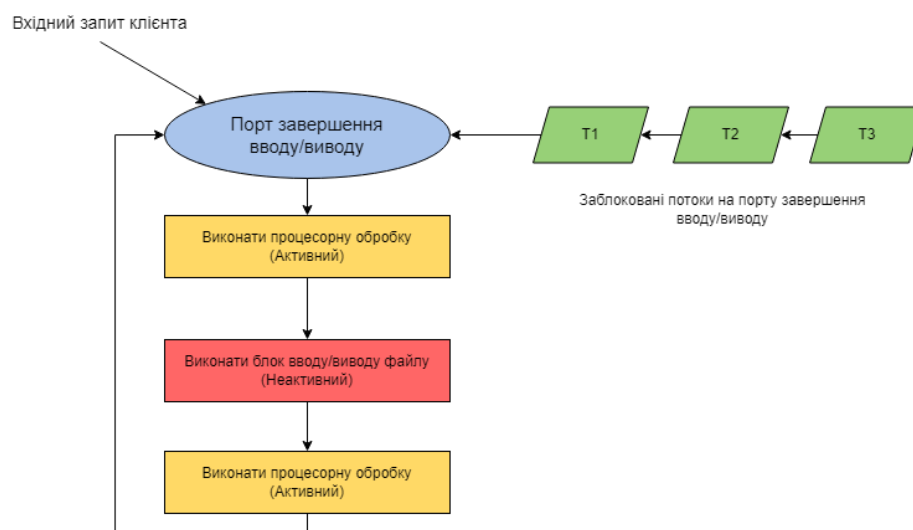 Вхідний запит клієнта
Порт завершення
вводу/виводу
T1
T2
T3
Заблоковані потоки на порту завершення
вводу/виводу
Виконати процесорну обробку
(Активний)
Виконати блок вводу/виводу файлу
(Неактивний)
Виконати процесорну обробку
(Активний)